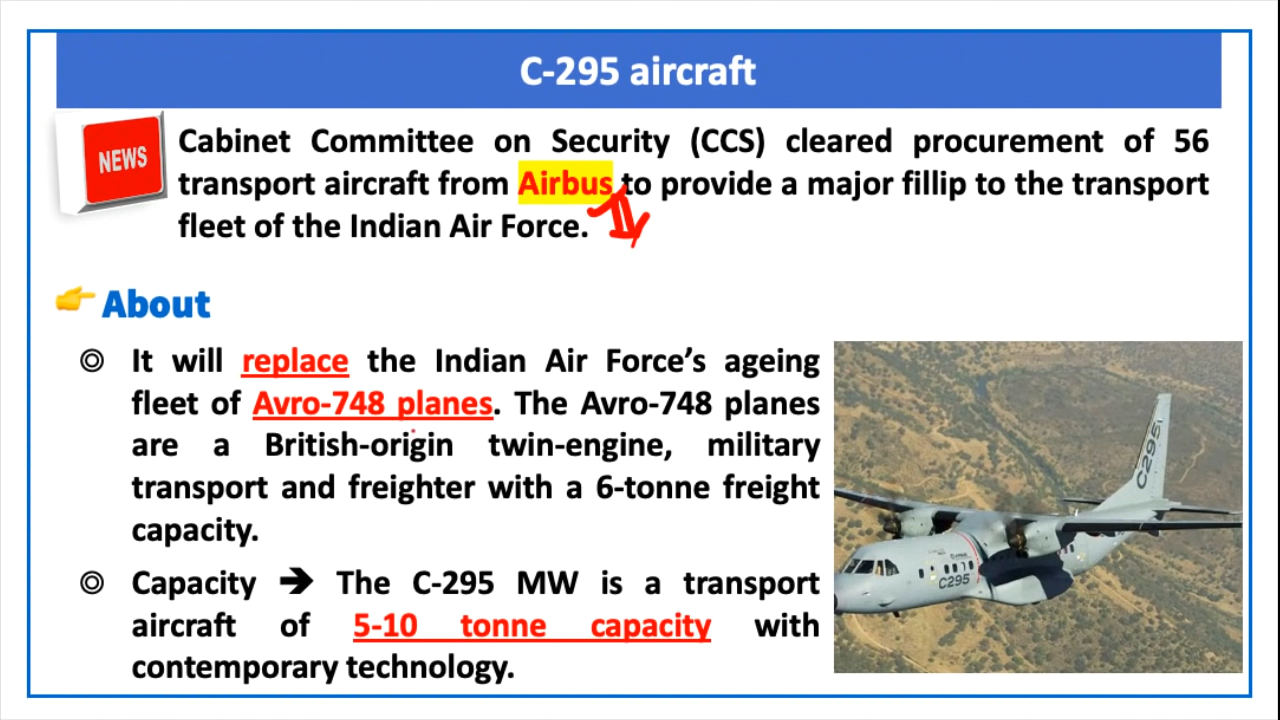 C-295 aircraft
NEWS
Cabinet Committee on Security (CCS) cleared procurement of 56
transport aircraft from Airbus to provide a major fillip to the transport
fleet of the Indian Air Force.
👉 About
◎ It will replace the Indian Air Force’s ageing
fleet of Avro-748 planes. The Avro-748 planes
are a British-origin twin-engine, military
transport and freighter with a 6-tonne freight
capacity.
◎ Capacity ➔ The C-295 MW is a transport
aircraft of 5-10 tonne capacity with
contemporary technology.
C295
C295